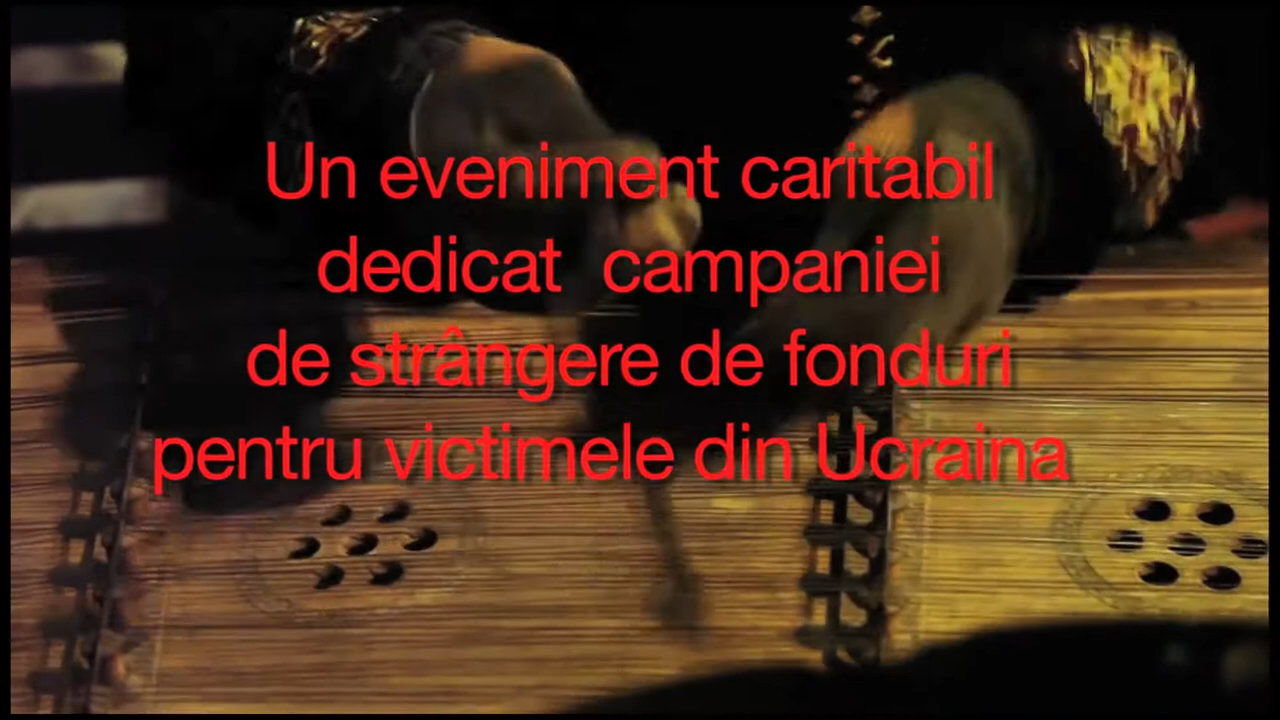 Un eveniment caritabil
dedicat campaniei
de strângere de fonduri
pentru victimele din Ucraina